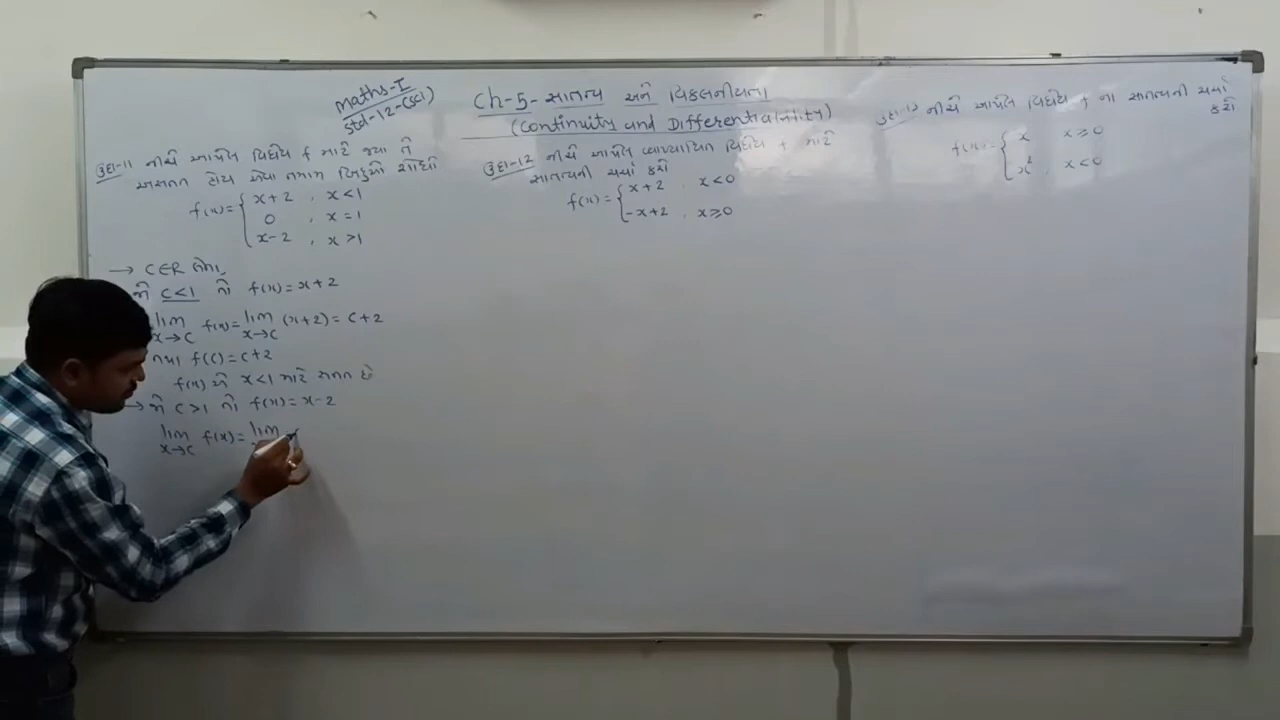 Maths-I
Std-12-(Sci)
Ch-5-સાતત્ય અને વિકલનીયતા
(Continuity and Differentiability)
ઉદા-11 નીચે આપેલ વિધેય f માટે જ્યાં તે
અસતત હોય એવા તમામ બિંદુઓ શોધો
f(x)= { x+2 , x<1
0 , x=1
x-2 , x>1
→ C∈R લેતાં,
જો C<1 તો f(x)=x+2
lim x→c f(x)= lim x→c (x+2) = c+2
તથા f(c)=c+2
f(x) એ x<1 માટે સતત છે
→ જો C>1 તો f(x)=x-2
lim x→c f(x)= lim
ઉદા-12 નીચે આપેલ વ્યાખ્યાયિત વિધેય f માટે
સાતત્યની ચર્ચા કરો
f(x)= { x+2 , x<0
-x+2 , x≥0
ઉદા-13 નીચે આપેલ વિધેય f ના સાતત્યની ચર્ચા
કરો
f(x)= { x x≥0
x² , x<0